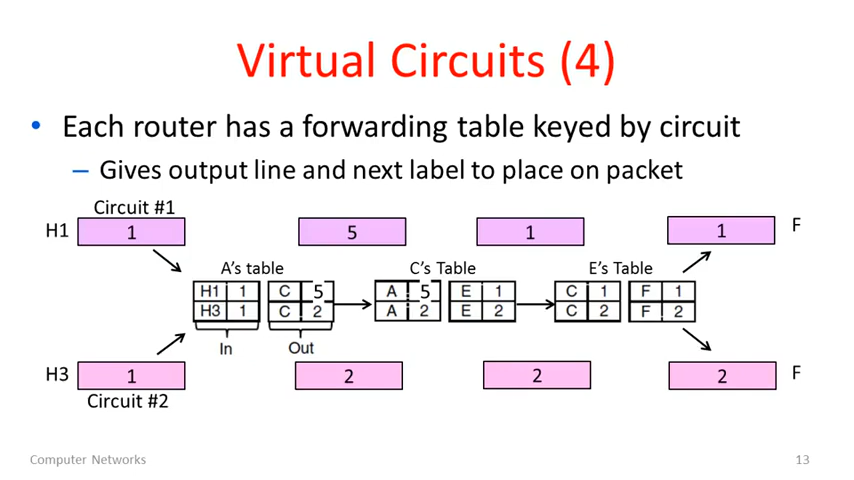 Virtual Circuits (4)
• Each router has a forwarding table keyed by circuit
– Gives output line and next label to place on packet
Circuit #1
H1 1 5 1 1 F
A's table C's Table E's Table
H1 1 C 5 A 5 E 1 C 1 F 1
H3 1 C 2 A 2 E 2 C 2 F 2
In Out
H3 1 2 2 2 F
Circuit #2
Computer Networks 13